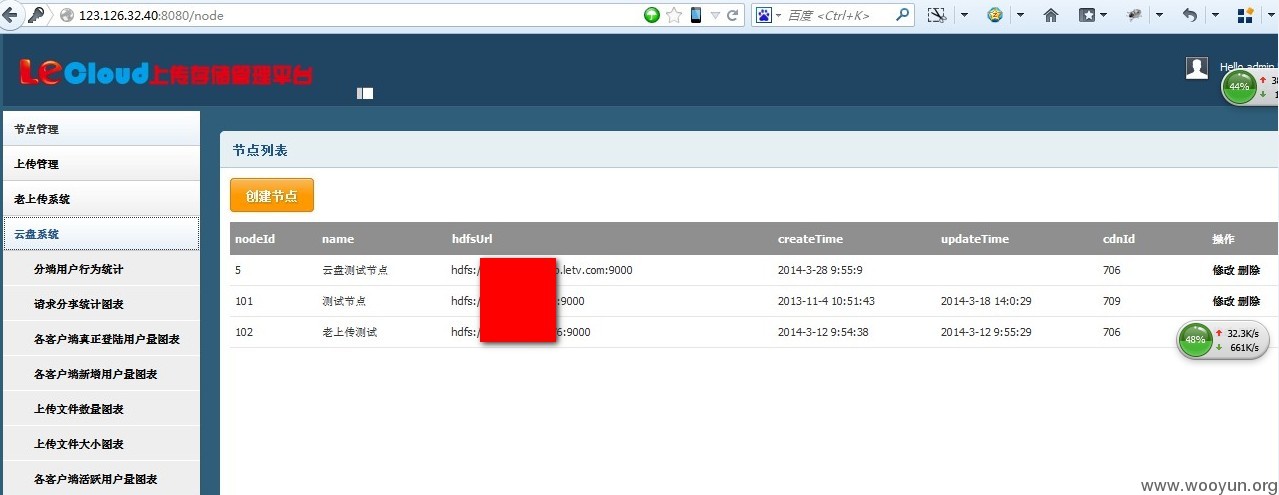 123.126.32.40:8080/node
百度 <Ctrl+K>
LeCloud上传存储管理平台
Hello admin
44%
节点管理
上传管理
老上传系统
云盘系统
分端用户行为统计
请求分享统计图表
各客户端真正登陆用户量图表
各客户端新增用户量图表
上传文件数量图表
上传文件大小图表
各客户端活跃用户量图表
节点列表
创建节点
nodeId name hdfsUrl createTime updateTime cdnId 操作
5 云盘测试节点 hdfs:/ .letv.com:9000 2014-3-28 9:55:9 706 修改 删除
101 测试节点 hdfs:/ :9000 2013-11-4 10:51:43 2014-3-18 14:0:29 709 修改 删除
102 老上传测试 hdfs:/ 6:9000 2014-3-12 9:54:38 2014-3-12 9:55:29 706
48% 32.3K/s
661K/s
www.wooyun.org